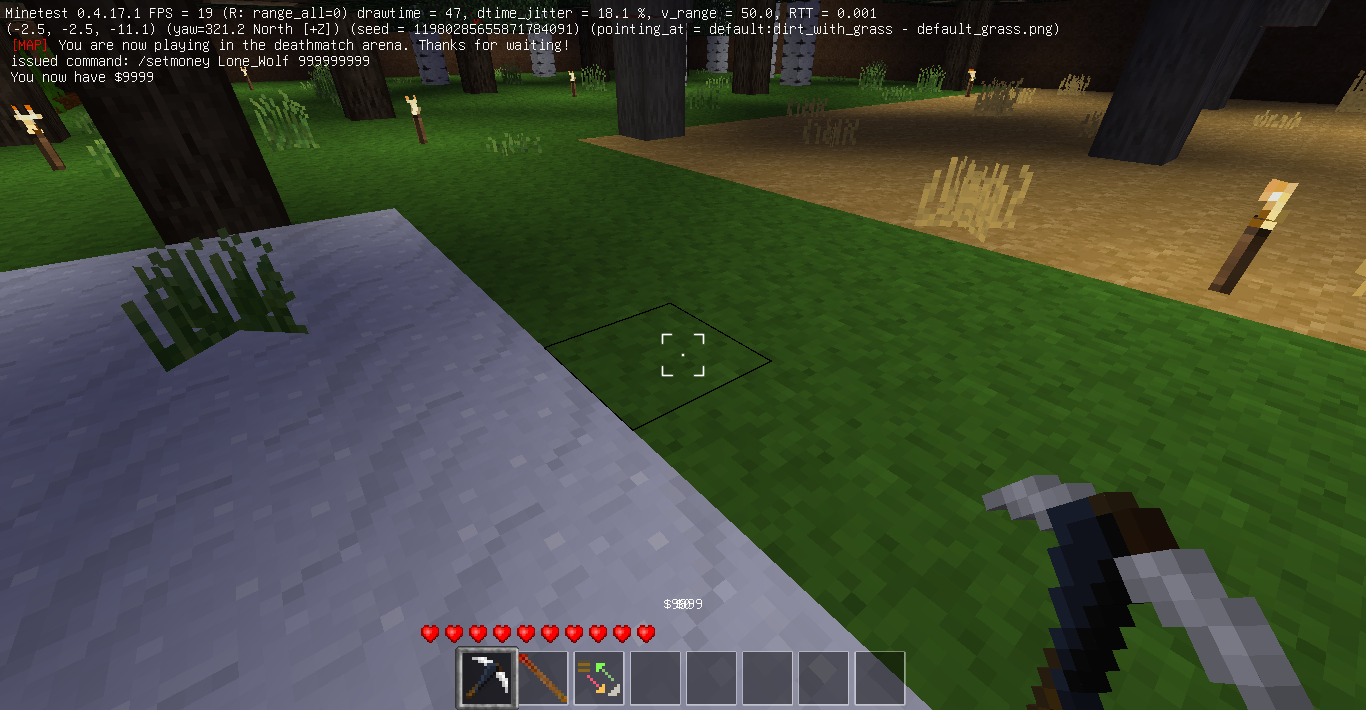 Minetest 0.4.17.1 FPS = 19 (R: range_all=0) drawtime = 47, dtime_jitter = 18.1 %, v_range = 50.0, RTT = 0.001
(-2.5, -2.5, -11.1) (yaw=321.2 North [+Z]) (seed = 11980285655871784091) (pointing_at = default:dirt_with_grass - default_grass.png)
[MAP] You are now playing in the deathmatch arena. Thanks for waiting!
issued command: /setmoney Lone_Wolf 999999999
You now have $9999